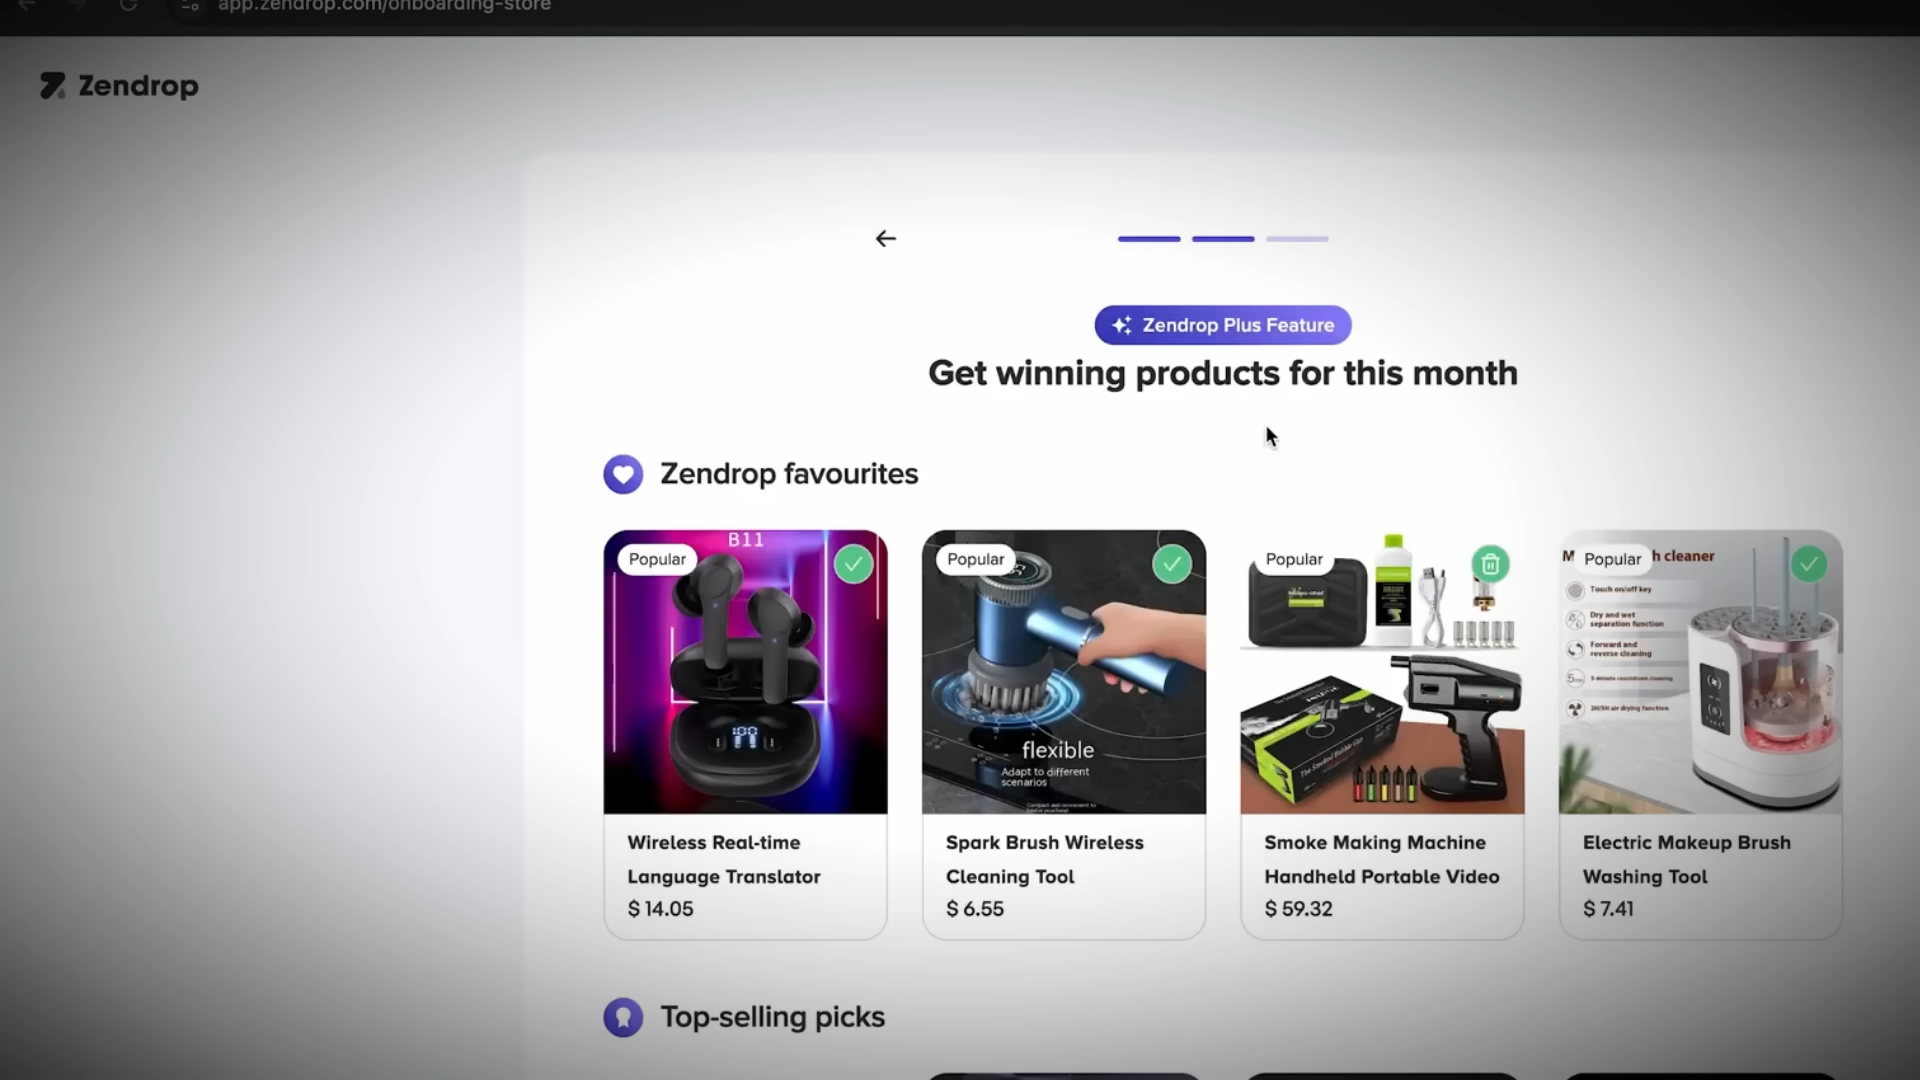 app.zendrop.com/onboarding-store
Zendrop
Zendrop Plus Feature
Get winning products for this month
Zendrop favourites
B11
Popular
100
Wireless Real-time
Language Translator
$ 14.05
Popular
flexible
Adapt to different
scenarios
Spark Brush Wireless
Cleaning Tool
$ 6.55
Popular
Smoke Making Machine
Handheld Portable Video
$ 59.32
Popular
h cleaner
Touch on/off key
Dry and wet
separation function
Forward and
reverse cleaning
Electric Makeup Brush
Washing Tool
$ 7.41
Top-selling picks